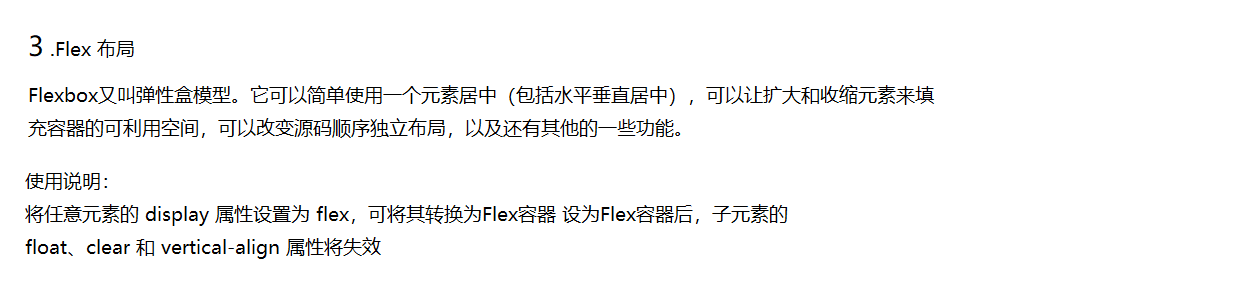 3 .Flex 布局
Flexbox又叫弹性盒模型。它可以简单使用一个元素居中（包括水平垂直居中），可以让扩大和收缩元素来填
充容器的可利用空间，可以改变源码顺序独立布局，以及还有其他的一些功能。
使用说明：
将任意元素的 display 属性设置为 flex，可将其转换为Flex容器 设为Flex容器后，子元素的
float、clear 和 vertical-align 属性将失效